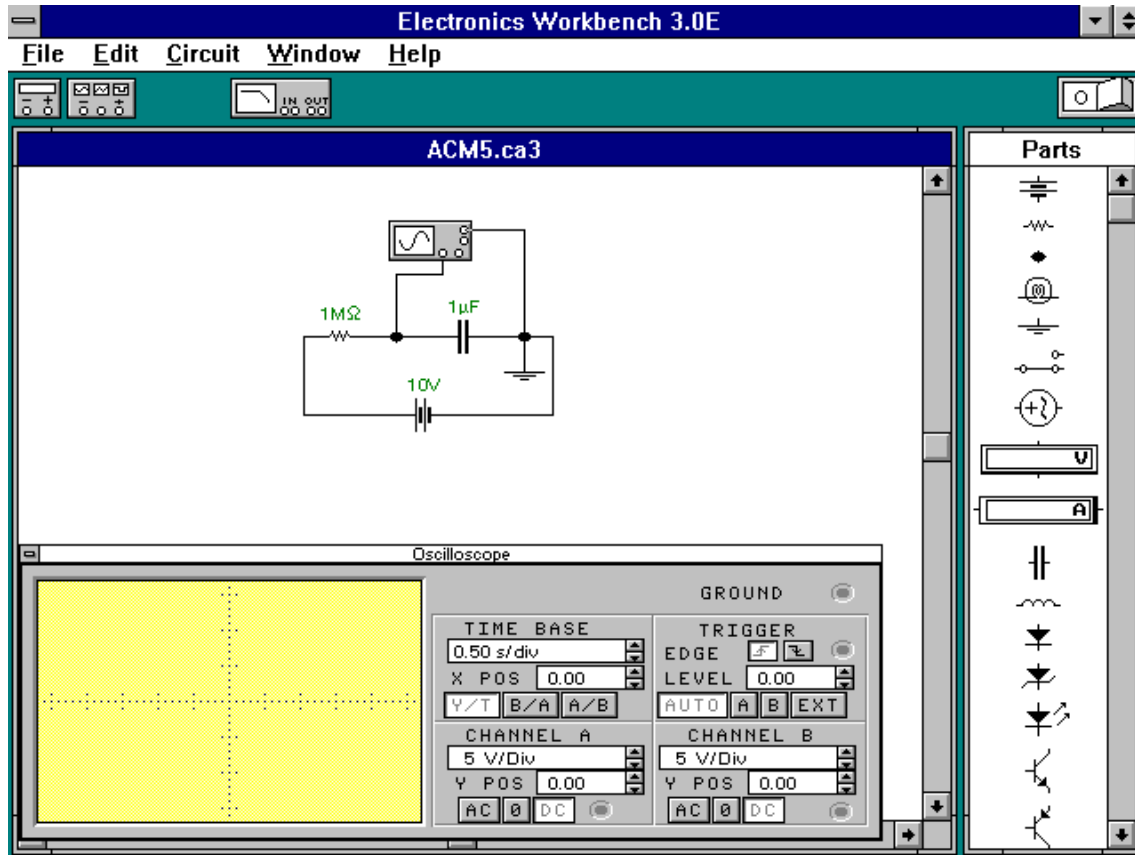 Electronics Workbench 3.0E
File Edit Circuit Window Help
IN OUT
ACM5.ca3
Parts
1MΩ
1µF
10V
V
A
Oscilloscope
GROUND
TIME BASE
0.50 s/div
X POS 0.00
Y/T B/A A/B
TRIGGER
EDGE
LEVEL 0.00
AUTO A B EXT
CHANNEL A
5 V/Div
Y POS 0.00
AC 0 DC
CHANNEL B
5 V/Div
Y POS 0.00
AC 0 DC